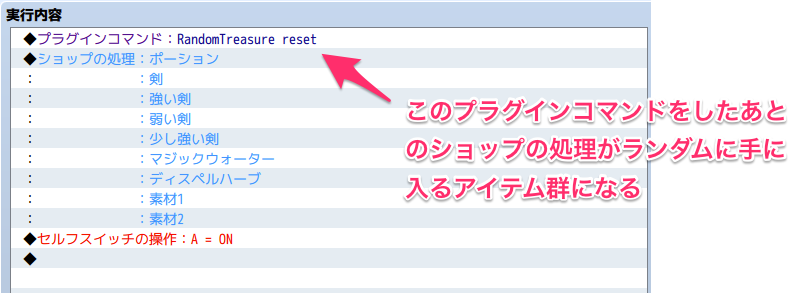 実行内容
◆プラグインコマンド：RandomTreasure reset
◆ショップの処理：ポーション
：　　　　　　　：剣
：　　　　　　　：強い剣
：　　　　　　　：弱い剣
：　　　　　　　：少し強い剣
：　　　　　　　：マジックウォーター
：　　　　　　　：ディスペルハーブ
：　　　　　　　：素材1
：　　　　　　　：素材2
◆セルフスイッチの操作：A = ON
◆
このプラグインコマンドをしたあと
のショップの処理がランダムに手に
入るアイテム群になる